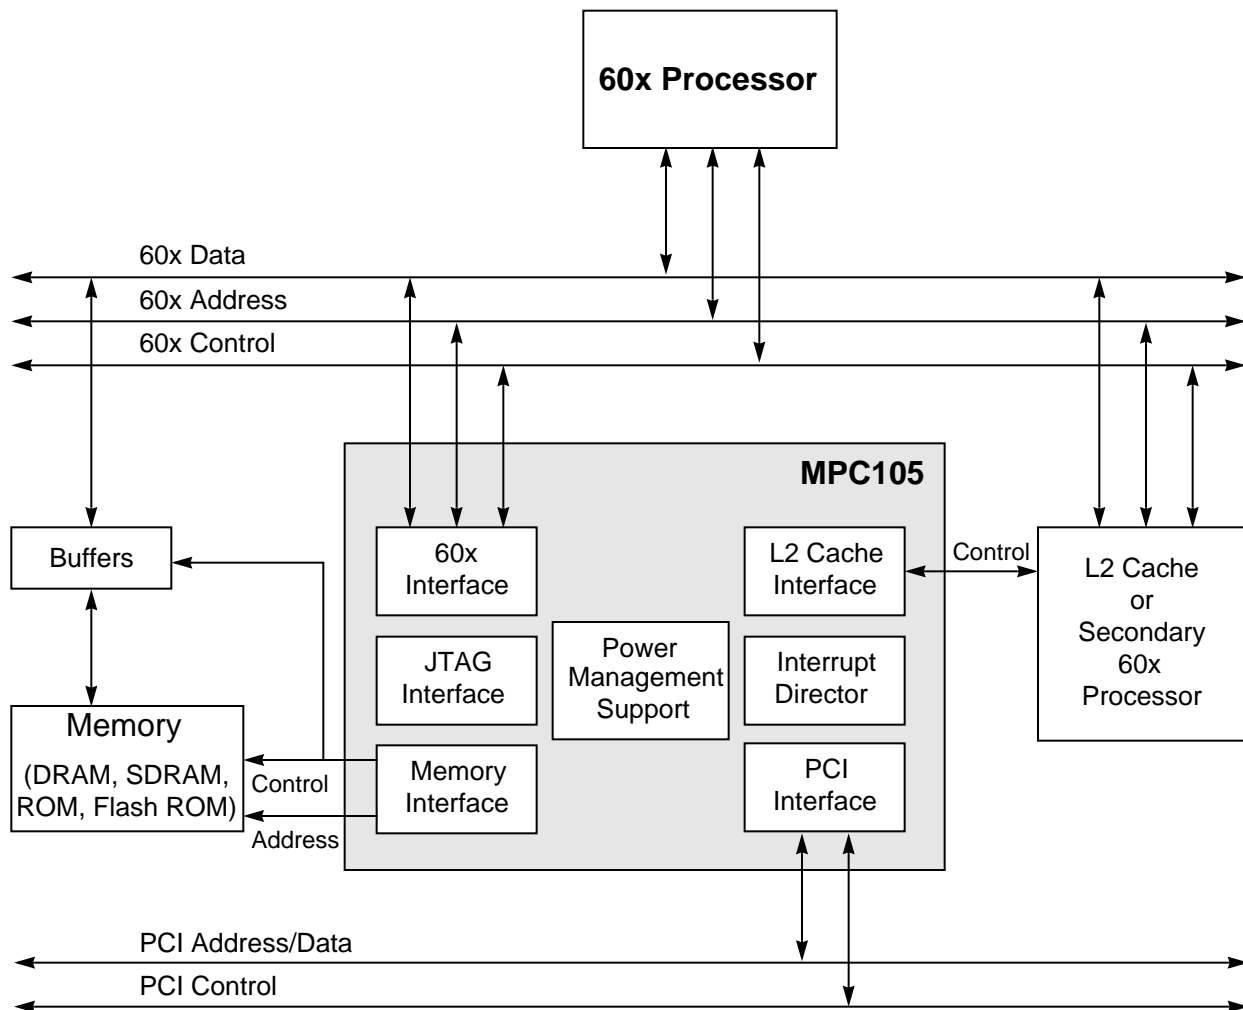 60x Processor
60x Data
60x Address
60x Control
MPC105
Buffers
60x
Interface
L2 Cache
Interface
Control
L2 Cache
or
Secondary
60x
Processor
JTAG
Interface
Power
Management
Support
Interrupt
Director
Memory
(DRAM, SDRAM,
ROM, Flash ROM)
Control
Address
Memory
Interface
PCI
Interface
PCI Address/Data
PCI Control